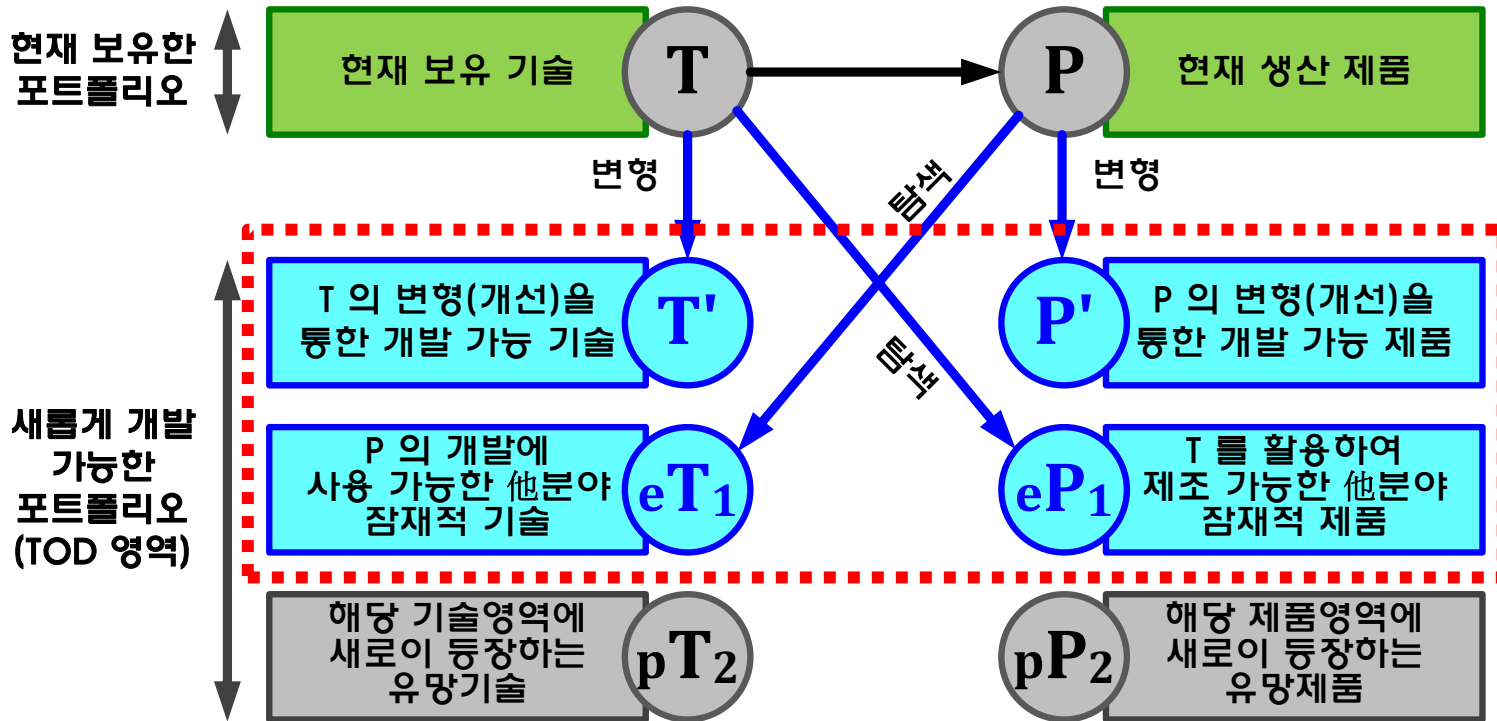 현재 보유한
포트폴리오
현재 보유 기술
T
P
현재 생산 제품
변형
탐색
변형
T 의 변형(개선)을
통한 개발 가능 기술
T'
P'
P 의 변형(개선)을
통한 개발 가능 제품
탐색
새롭게 개발
가능한
포트폴리오
(TOD 영역)
P 의 개발에
사용 가능한 他분야
잠재적 기술
eT1
eP1
T 를 활용하여
제조 가능한 他분야
잠재적 제품
해당 기술영역에
새로이 등장하는
유망기술
pT2
pP2
해당 제품영역에
새로이 등장하는
유망제품